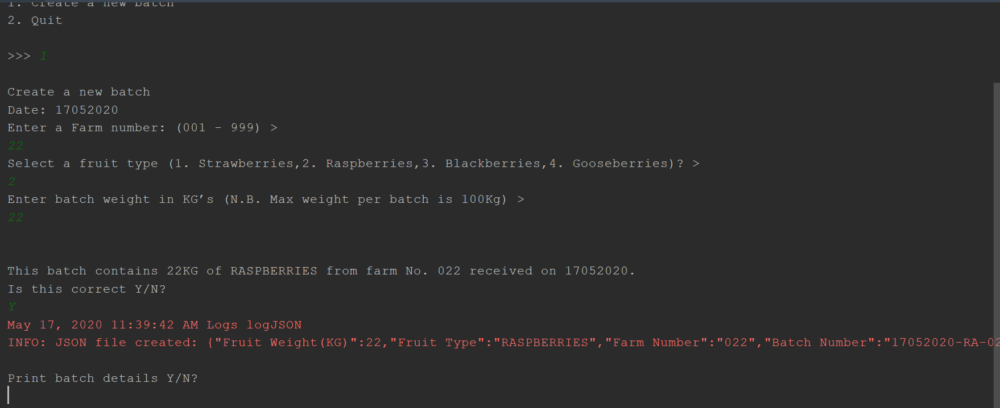 1. Create a new batch
2. Quit
>>> 1
Create a new batch
Date: 17052020
Enter a Farm number: (001 - 999) >
22
Select a fruit type (1. Strawberries,2. Raspberries,3. Blackberries,4. Gooseberries)? >
2
Enter batch weight in KG’s (N.B. Max weight per batch is 100Kg) >
22
This batch contains 22KG of RASPBERRIES from farm No. 022 received on 17052020.
Is this correct Y/N?
Y
May 17, 2020 11:39:42 AM Logs logJSON
INFO: JSON file created: {"Fruit Weight(KG)":22,"Fruit Type":"RASPBERRIES","Farm Number":"022","Batch Number":"17052020-RA-02
Print batch details Y/N?